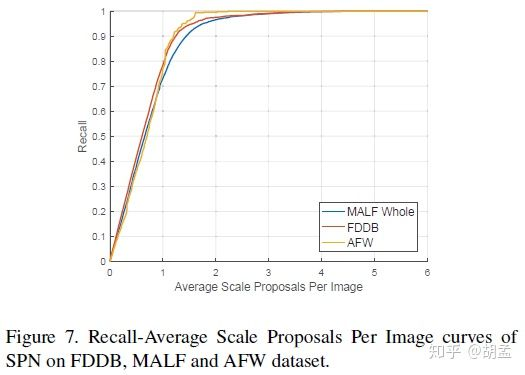 1
0.9
0.8
0.7
0.6
0.5
0.4
0.3
0.2
0.1
0
Recall
MALF Whole
FDDB
AFW
0 1 2 3 4 5 6
Average Scale Proposals Per Image
Figure 7. Recall-Average Scale Proposals Per Image curves of
SPN on FDDB, MALF and AFW dataset.
知乎 @胡孟